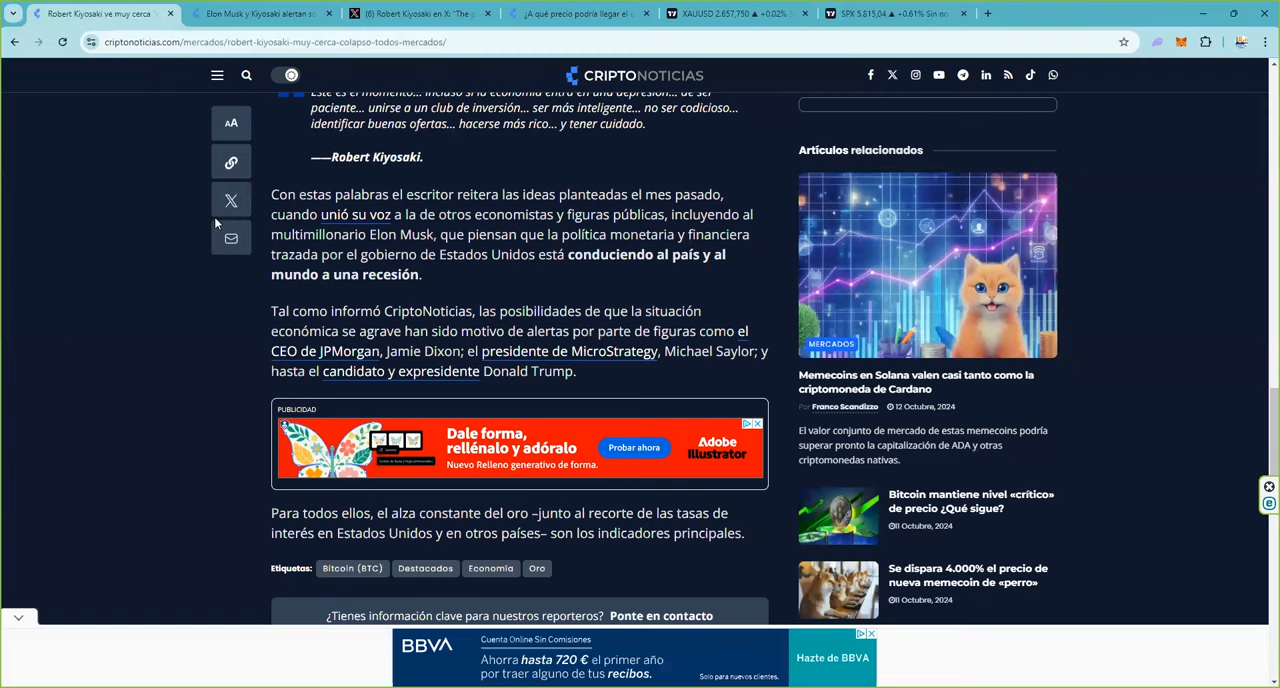 Robert Kiyosaki ve muy cerca
Elon Musk y Kiyosaki alertan so
(6) Robert Kiyosaki en X: "The p
¿A qué precio podría llegar el o
XAUUSD 2.657,750 ▲ +0.02%
SPX 5.815,04 ▲ +0.61% Sin no
criptonoticias.com/mercados/robert-kiyosaki-muy-cerca-colapso-todos-mercados/
CRIPTONOTICIAS
AA
Este es el momento... incluso si la economía entra en una depresión... de ser
paciente... unirse a un club de inversión... ser más inteligente... no ser codicioso...
identificar buenas ofertas... hacerse más rico... y tener cuidado.
——Robert Kiyosaki.
Con estas palabras el escritor reitera las ideas planteadas el mes pasado,
cuando unió su voz a la de otros economistas y figuras públicas, incluyendo al
multimillonario Elon Musk, que piensan que la política monetaria y financiera
trazada por el gobierno de Estados Unidos está conduciendo al país y al
mundo a una recesión.
Tal como informó CriptoNoticias, las posibilidades de que la situación
económica se agrave han sido motivo de alertas por parte de figuras como el
CEO de JPMorgan, Jamie Dixon; el presidente de MicroStrategy, Michael Saylor; y
hasta el candidato y expresidente Donald Trump.
PUBLICIDAD
Dale forma,
rellénalo y adóralo
Nuevo Relleno generativo de forma.
Probar ahora
Adobe
Illustrator
Para todos ellos, el alza constante del oro –junto al recorte de las tasas de
interés en Estados Unidos y en otros países– son los indicadores principales.
Etiquetas: Bitcoin (BTC) Destacados Economía Oro
¿Tienes información clave para nuestros reporteros? Ponte en contacto
Artículos relacionados
MERCADOS
Memecoins en Solana valen casi tanto como la
criptomoneda de Cardano
Por Franco Scandizzo 12 Octubre, 2024
El valor conjunto de mercado de estas memecoins podría
superar pronto la capitalización de ADA y otras
criptomonedas nativas.
Bitcoin mantiene nivel «crítico»
de precio ¿Qué sigue?
11 Octubre, 2024
Se dispara 4.000% el precio de
nueva memecoin de «perro»
11 Octubre, 2024
BBVA
Cuenta Online Sin Comisiones
Ahorra hasta 720 € el primer año
por traer alguno de tus recibos.
Solo para nuevos clientes.
Hazte de BBVA